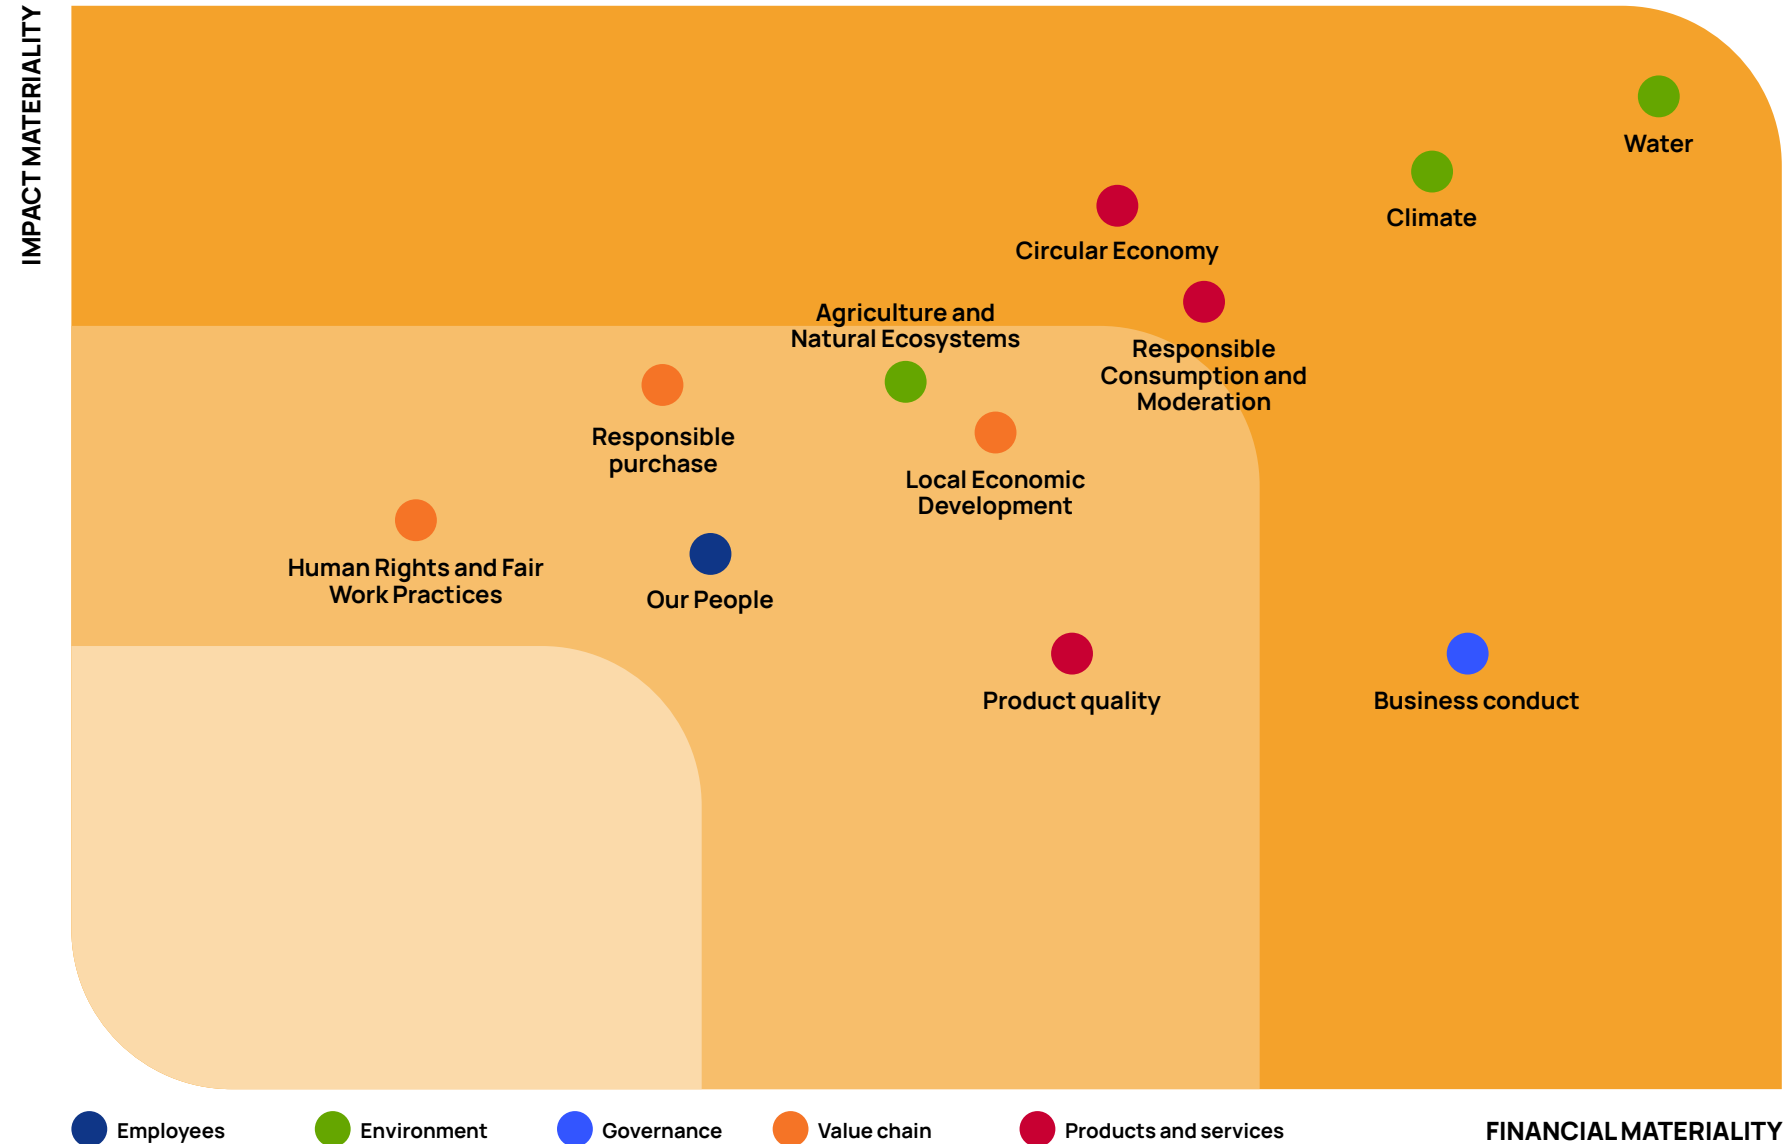 IMPACT MATERIALITY
Water
Climate
Circular Economy
Agriculture and
Natural Ecosystems
Responsible
Consumption and
Moderation
Responsible
purchase
Local Economic
Development
Human Rights and Fair
Work Practices
Our People
Product quality
Business conduct
Employees
Environment
Governance
Value chain
Products and services
FINANCIAL MATERIALITY